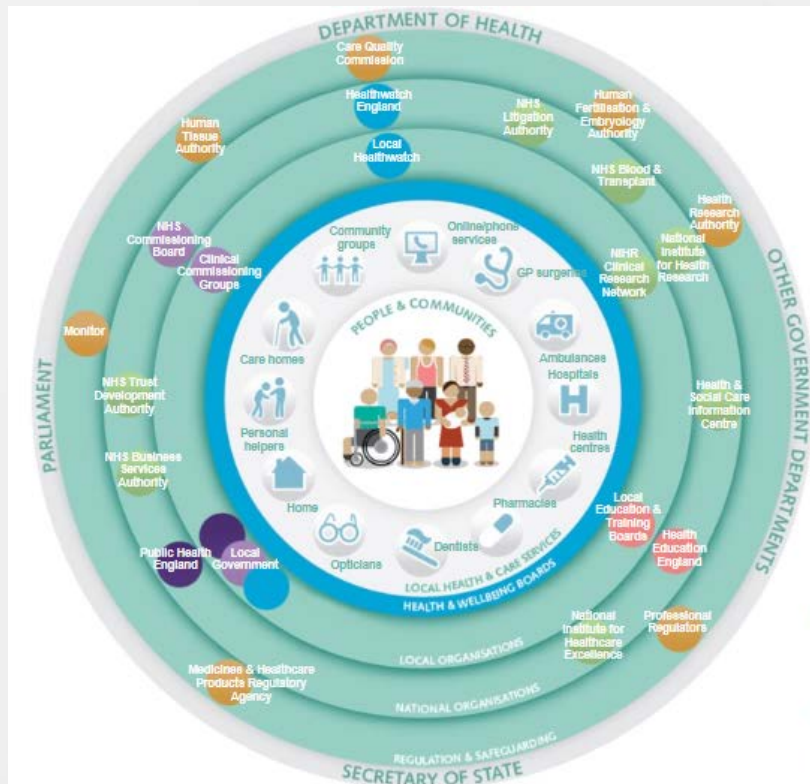 DEPARTMENT OF HEALTH
Care Quality
Commission
Healthwatch
England
Local
Healthwatch
Human
Tissue
Authority
NHS
Litigation
Authority
Human
Fertilisation &
Embryology
Authority
NHS Blood &
Transplant
Health
Research
Authority
National
Institute
for Health
Research
NIHR
Clinical
Research
Network
NHS
Commissioning
Board
Clinical
Commissioning
Groups
OTHER GOVERNMENT DEPARTMENTS
PARLIAMENT
Monitor
NHS Trust
Development
Authority
NHS Business
Services
Authority
Health &
Social Care
Information
Centre
Community
groups
Online/phone
services
GP surgeries
PEOPLE & COMMUNITIES
Care homes
Ambulances
Hospitals
H
Personal
helpers
Health
centres
Home
Pharmacies
Opticians
Dentists
LOCAL HEALTH & CARE SERVICES
HEALTH & WELLBEING BOARDS
Public Health
England
Local
Government
Local
Education &
Training
Boards
Health
Education
England
National
Institute for
Healthcare
Excellence
Professional
Regulators
Medicines & Healthcare
Products Regulatory
Agency
LOCAL ORGANISATIONS
NATIONAL ORGANISATIONS
REGULATION & SAFEGUARDING
SECRETARY OF STATE